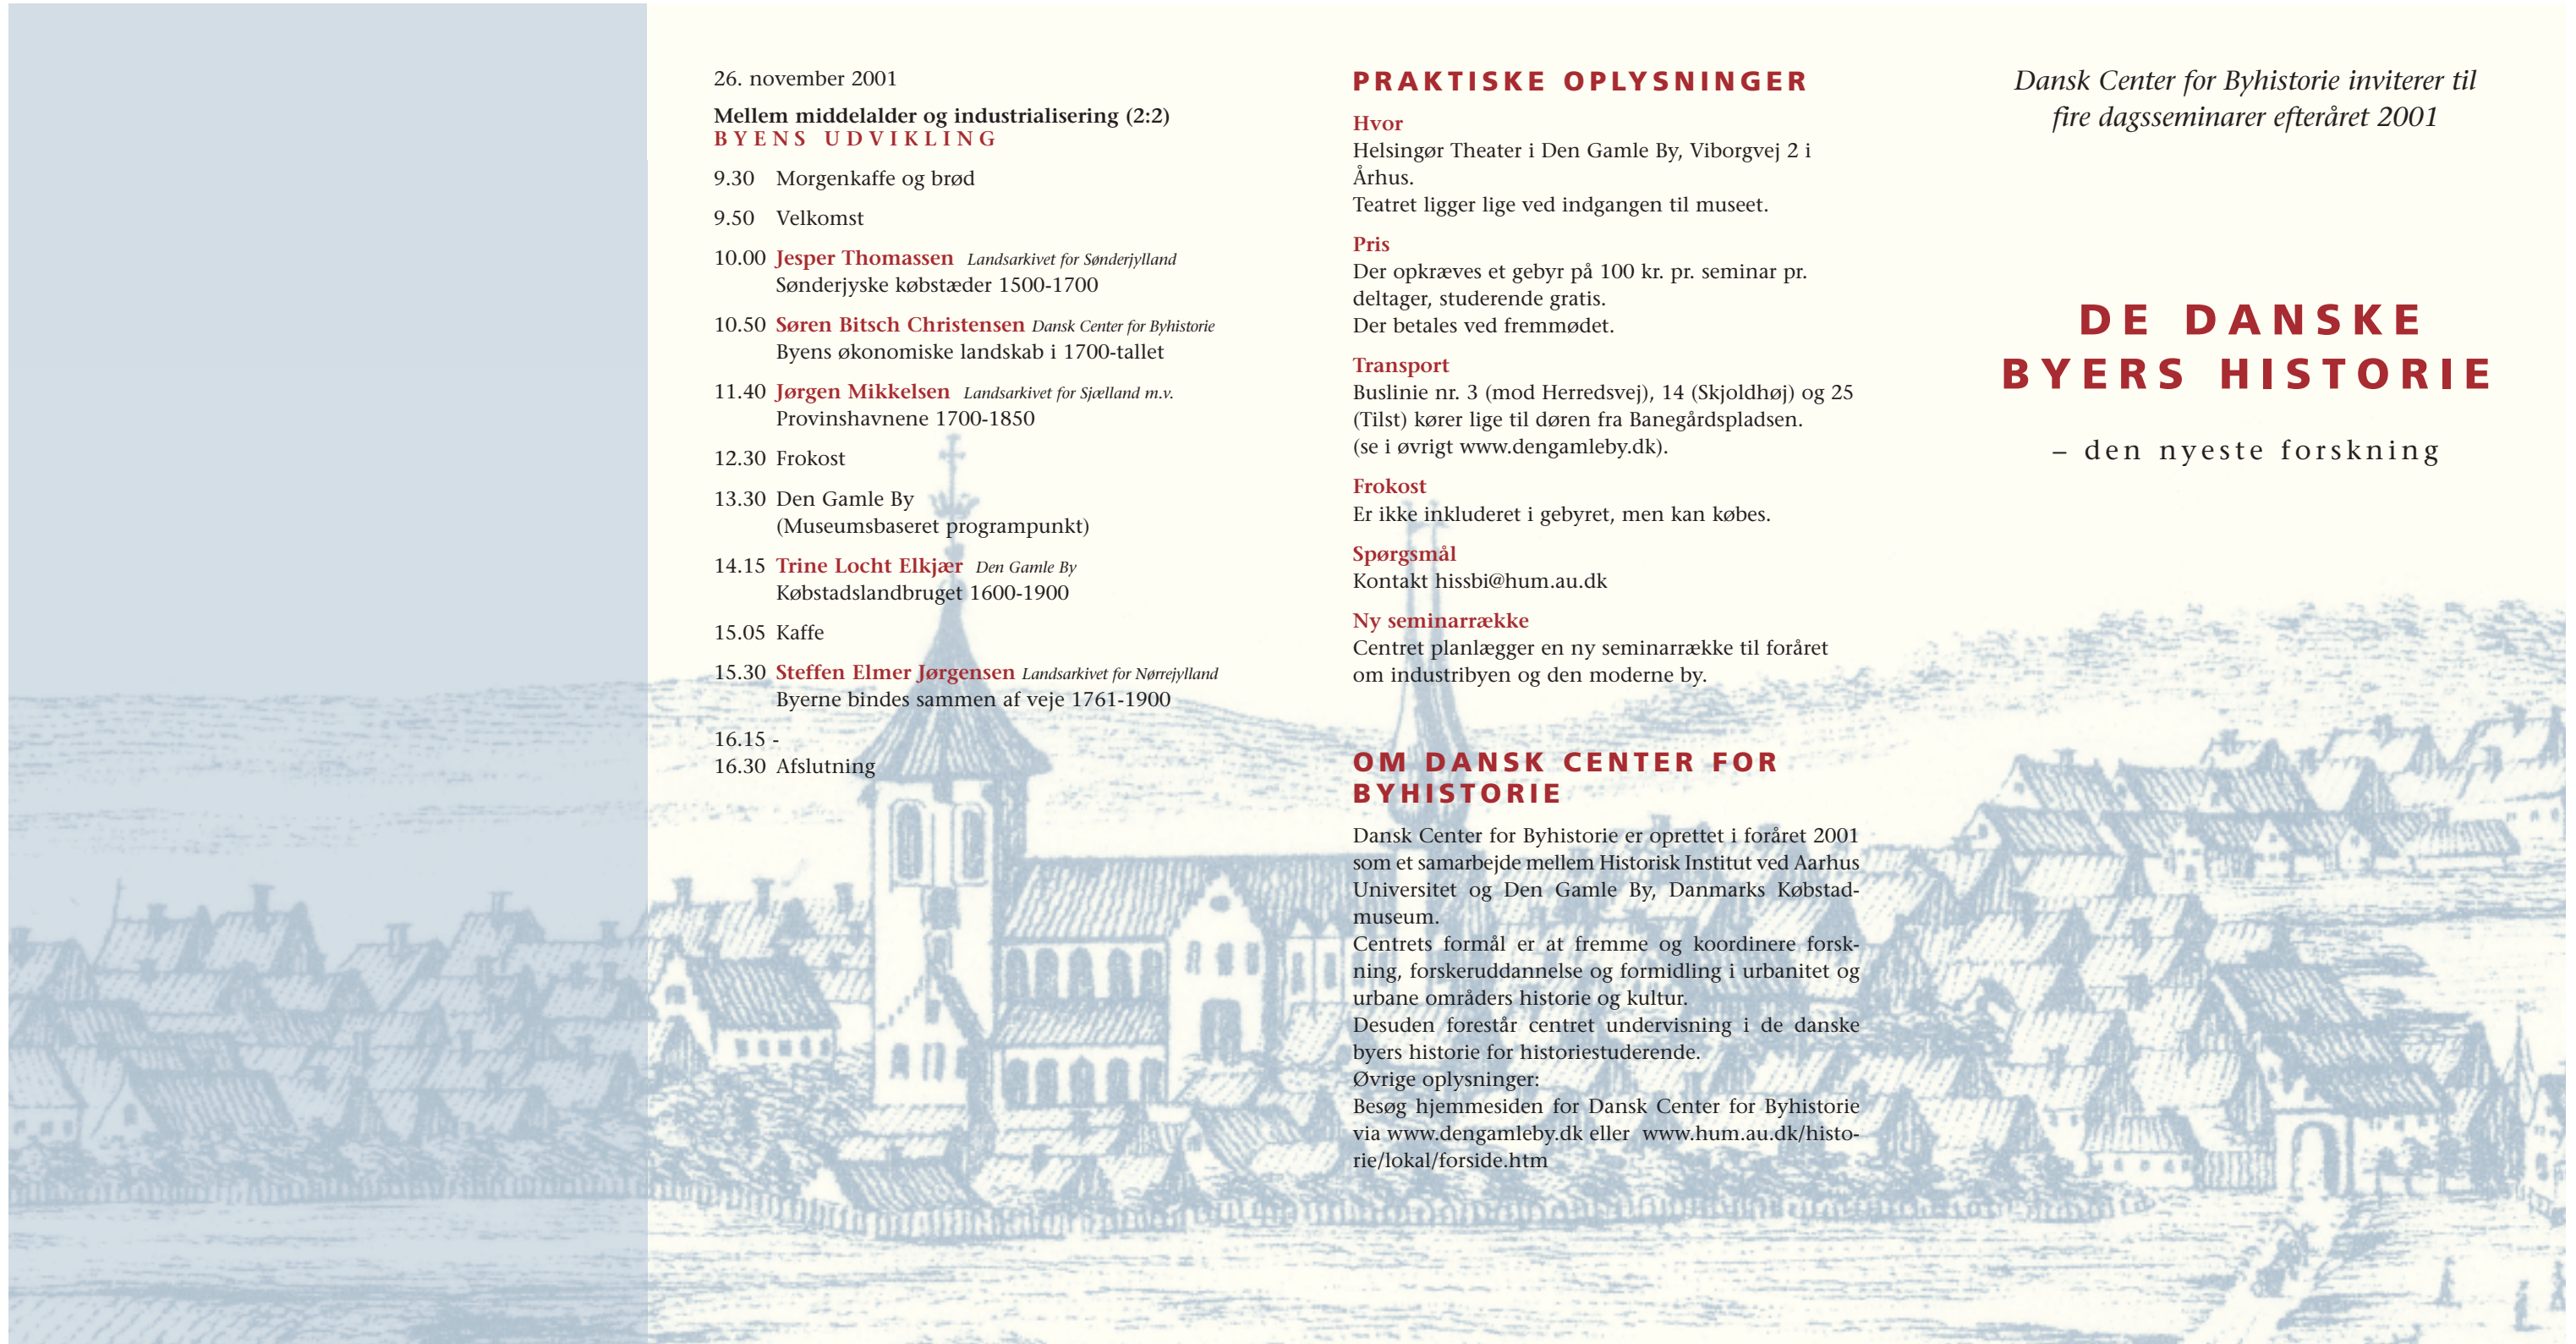 26. november 2001
Mellem middelalder og industrialisering (2:2)
BYENS UDVIKLING
9.30 Morgenkaffe og brød
9.50 Velkomst
10.00 Jesper Thomassen Landsarkivet for Sønderjylland
Sønderjyske købstæder 1500-1700
10.50 Søren Bitsch Christensen Dansk Center for Byhistorie
Byens økonomiske landskab i 1700-tallet
11.40 Jørgen Mikkelsen Landsarkivet for Sjælland m.v.
Provinshavnene 1700-1850
12.30 Frokost
13.30 Den Gamle By
(Museumsbaseret programpunkt)
14.15 Trine Locht Elkjær Den Gamle By
Købstadslandbruget 1600-1900
15.05 Kaffe
15.30 Steffen Elmer Jørgensen Landsarkivet for Nørrejylland
Byerne bindes sammen af veje 1761-1900
16.15 -
16.30 Afslutning
PRAKTISKE OPLYSNINGER
Hvor
Helsingør Theater i Den Gamle By, Viborgvej 2 i
Århus.
Teatret ligger lige ved indgangen til museet.
Pris
Der opkræves et gebyr på 100 kr. pr. seminar pr.
deltager, studerende gratis.
Der betales ved fremmødet.
Transport
Buslinie nr. 3 (mod Herredsvej), 14 (Skjoldhøj) og 25
(Tilst) kører lige til døren fra Banegårdspladsen.
(se i øvrigt www.dengamleby.dk).
Frokost
Er ikke inkluderet i gebyret, men kan købes.
Spørgsmål
Kontakt hissbi@hum.au.dk
Ny seminarrække
Centret planlægger en ny seminarrække til foråret
om industribyen og den moderne by.
OM DANSK CENTER FOR
BYHISTORIE
Dansk Center for Byhistorie er oprettet i foråret 2001
som et samarbejde mellem Historisk Institut ved Aarhus
Universitet og Den Gamle By, Danmarks Købstad-
museum.
Centrets formål er at fremme og koordinere forsk-
ning, forskeruddannelse og formidling i urbanitet og
urbane områders historie og kultur.
Desuden forestår centret undervisning i de danske
byers historie for historiestuderende.
Øvrige oplysninger:
Besøg hjemmesiden for Dansk Center for Byhistorie
via www.dengamleby.dk eller www.hum.au.dk/histo-
rie/lokal/forside.htm
Dansk Center for Byhistorie inviterer til
fire dagsseminarer efteråret 2001
DE DANSKE
BYERS HISTORIE
– den nyeste forskning